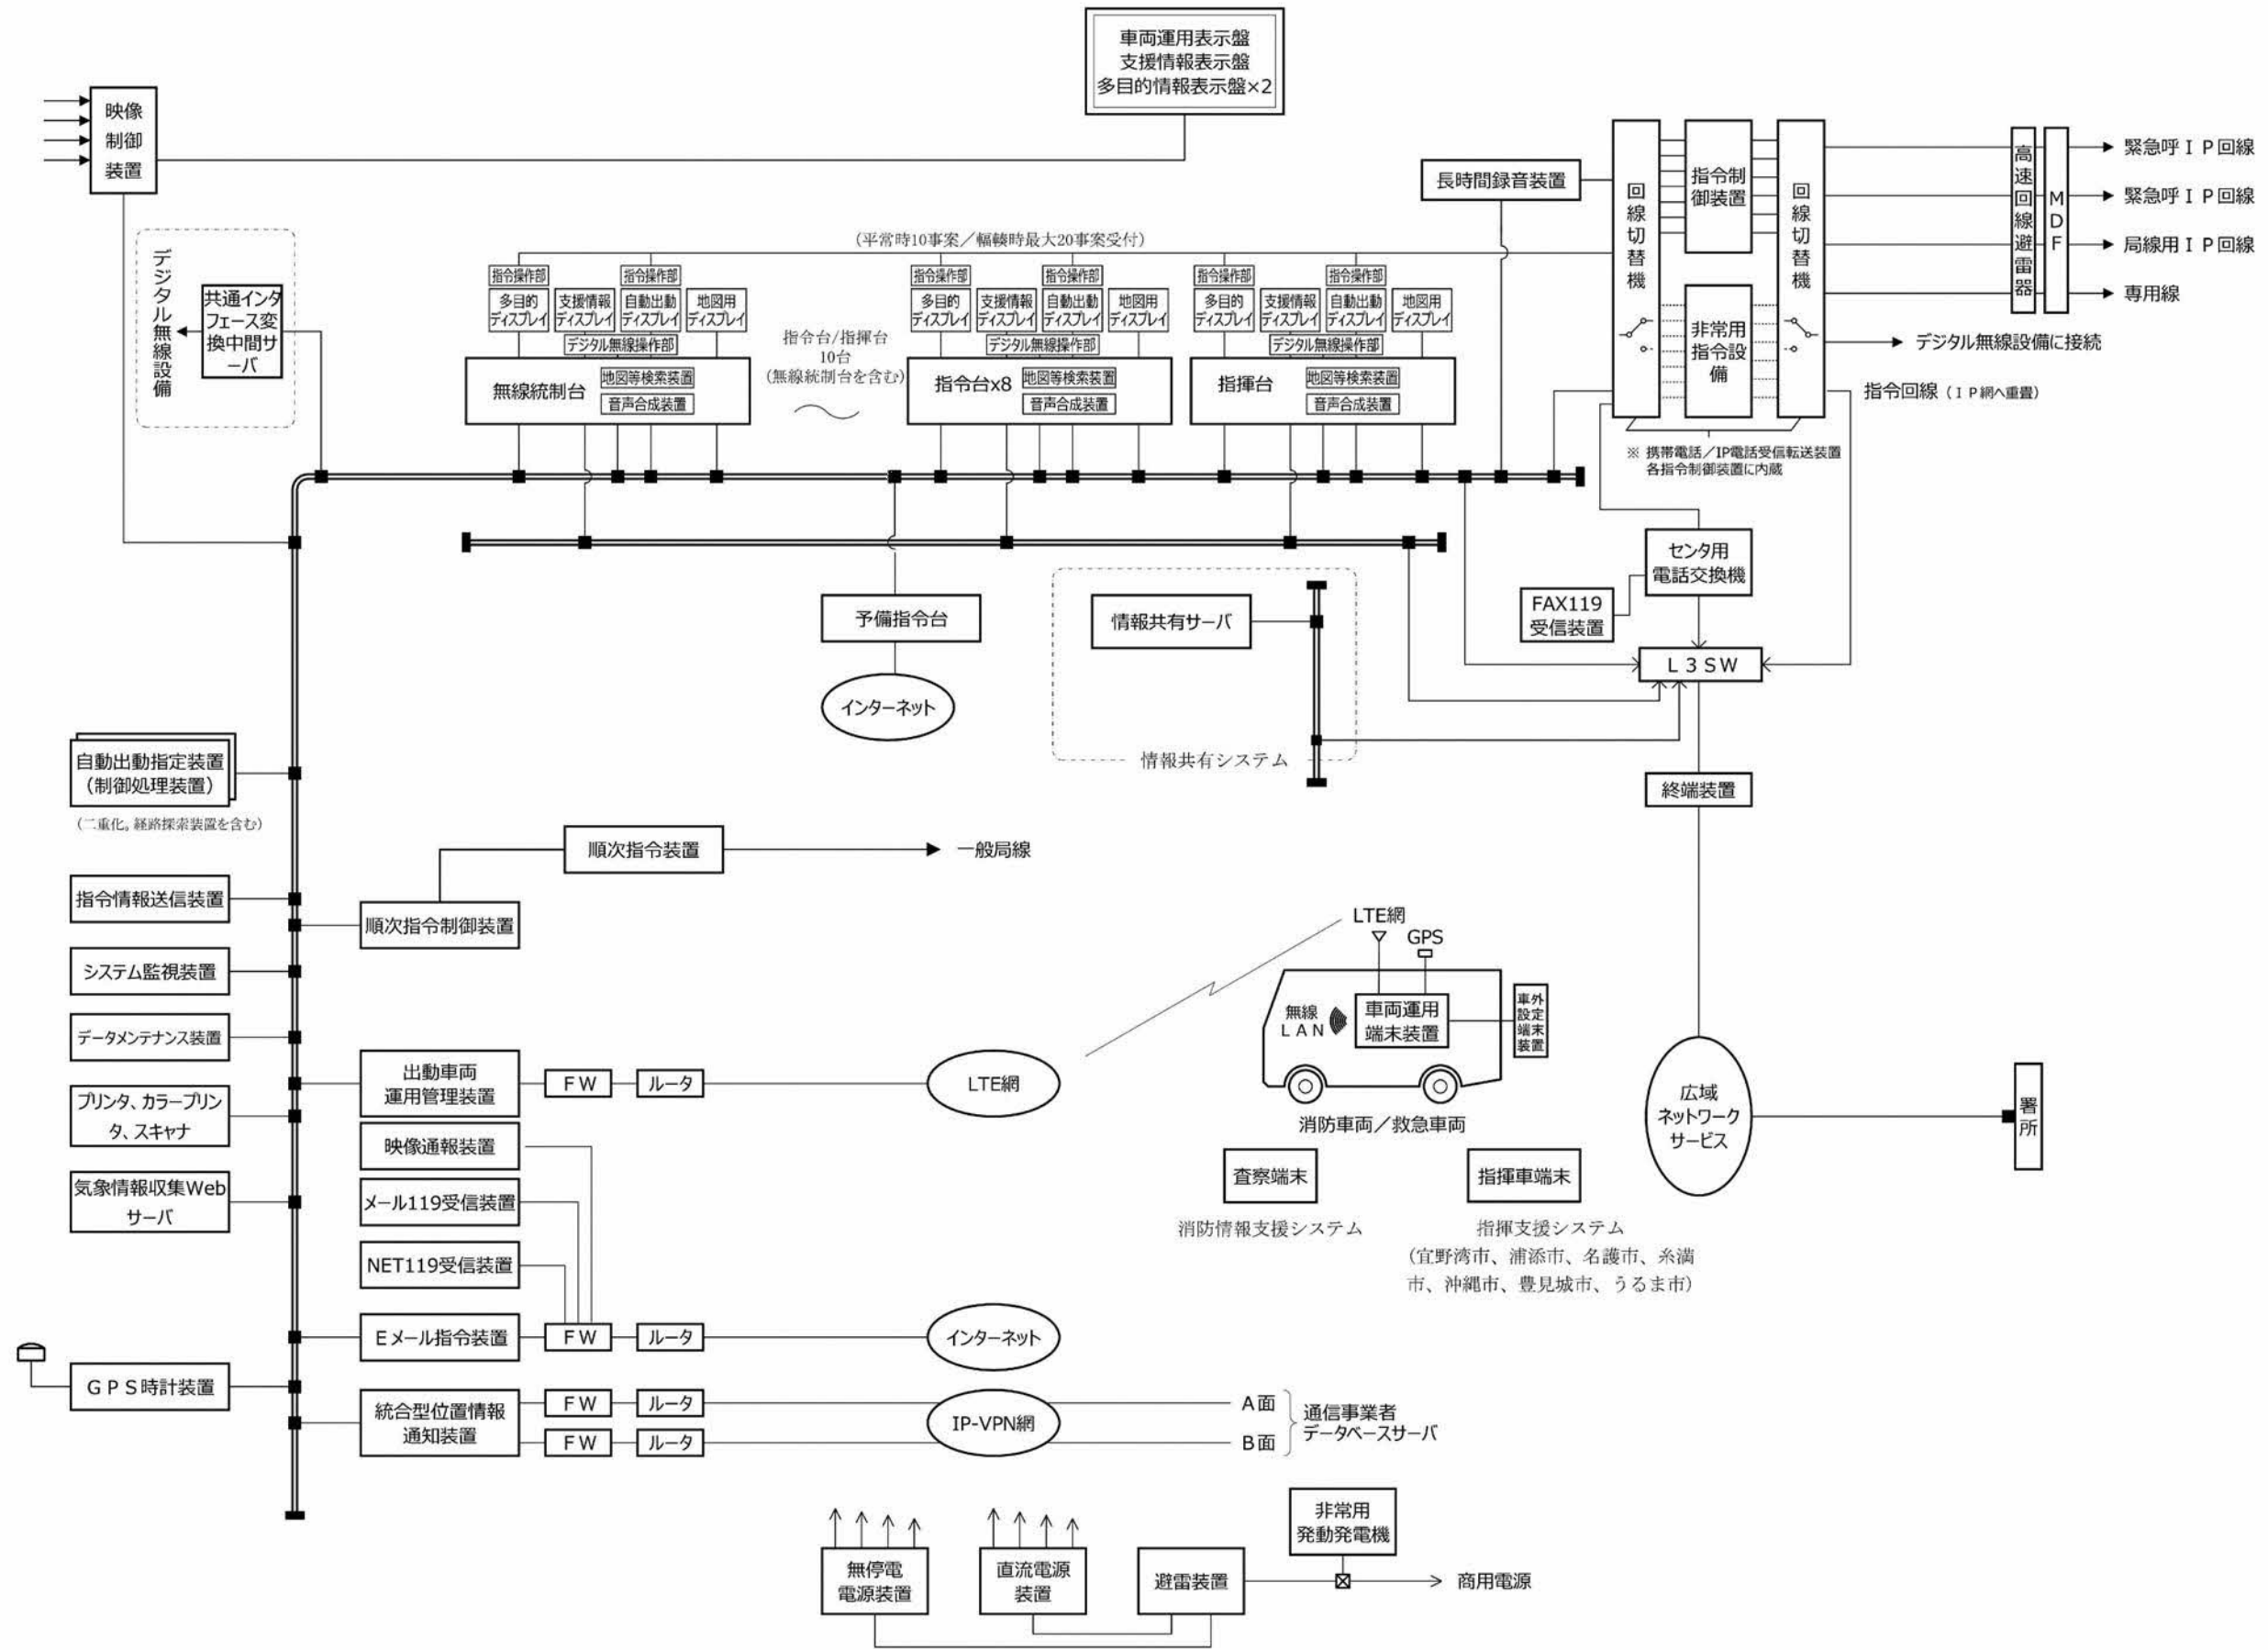 車両運用表示盤
支援情報表示盤
多目的情報表示盤×2
映像
制御
装置
長時間録音装置
回線切替機
指令制
御装置
回線切替機
高速回線避雷器
MDF
緊急呼ＩＰ回線
緊急呼ＩＰ回線
局線用ＩＰ回線
専用線
非常用
指令設
備
デジタル無線設備に接続
指令回線（ＩＰ網へ重畳）
※ 携帯電話／IP電話受信転送装置
各指令制御装置に内蔵
デジタル無線設備
共通インタ
フェース変
換中間サ
ーバ
（平常時10事案／輻輳時最大20事案受付）
指令操作部
指令操作部
多目的
ディスプレイ
支援情報
ディスプレイ
自動出動
ディスプレイ
地図用
ディスプレイ
デジタル無線操作部
無線統制台
地図等検索装置
音声合成装置
指令台/指揮台
10台
（無線統制台を含む）
指令操作部
指令操作部
多目的
ディスプレイ
支援情報
ディスプレイ
自動出動
ディスプレイ
地図用
ディスプレイ
デジタル無線操作部
指令台x8
地図等検索装置
音声合成装置
指令操作部
指令操作部
多目的
ディスプレイ
支援情報
ディスプレイ
自動出動
ディスプレイ
地図用
ディスプレイ
デジタル無線操作部
指揮台
地図等検索装置
音声合成装置
センタ用
電話交換機
FAX119
受信装置
Ｌ３ＳＷ
予備指令台
インターネット
情報共有サーバ
情報共有システム
終端装置
自動出動指定装置
（制御処理装置）
（二重化。経路探索装置を含む）
順次指令装置
一般局線
指令情報送信装置
順次指令制御装置
システム監視装置
データメンテナンス装置
プリンタ、カラープリン
タ、スキャナ
気象情報収集Web
サーバ
ＧＰＳ時計装置
出動車両
運用管理装置
ＦＷ
ルータ
LTE網
映像通報装置
メール119受信装置
NET119受信装置
Ｅメール指令装置
ＦＷ
ルータ
インターネット
統合型位置情報
通知装置
ＦＷ
ルータ
ＦＷ
ルータ
IP-VPN網
A面
B面
通信事業者
データベースサーバ
LTE網
GPS
無線
ＬＡＮ
車両運用
端末装置
車外
設定
端末
装置
消防車両／救急車両
査察端末
消防情報支援システム
指揮車端末
指揮支援システム
（宜野湾市、浦添市、名護市、糸満
市、沖縄市、豊見城市、うるま市）
広域
ネットワーク
サービス
署所
無停電
電源装置
直流電源
装置
避雷装置
非常用
発動発電機
商用電源